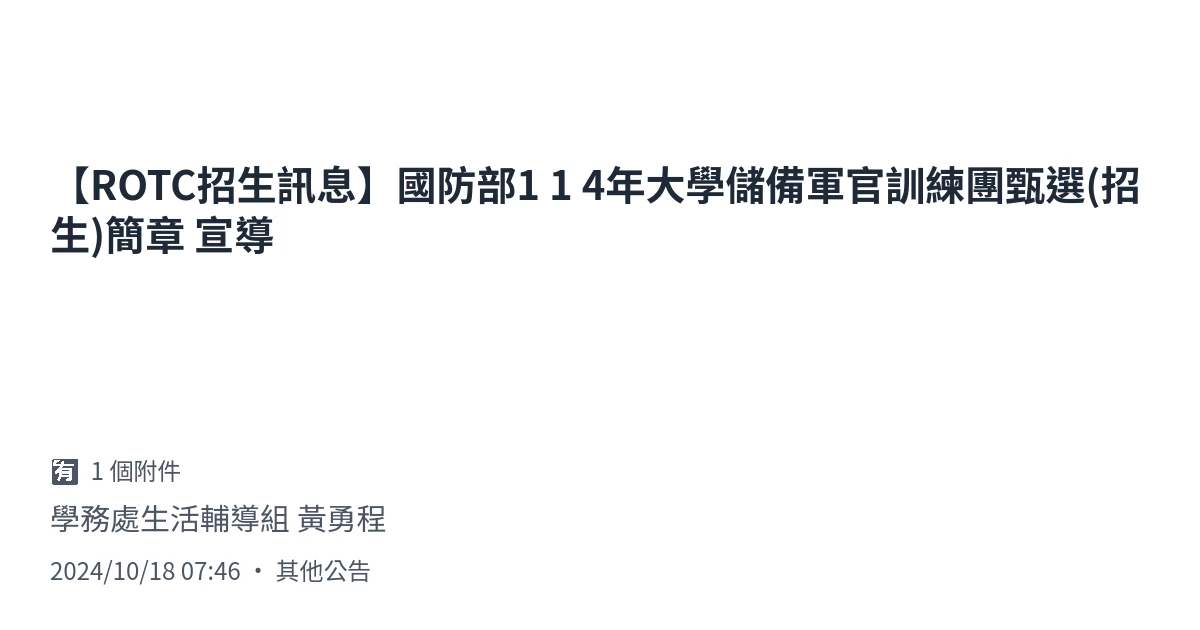 【ROTC招生訊息】國防部1 1 4年大學儲備軍官訓練團甄選(招
生)簡章 宣導
🈶 1 個附件
學務處生活輔導組 黃勇程
2024/10/18 07:46 • 其他公告